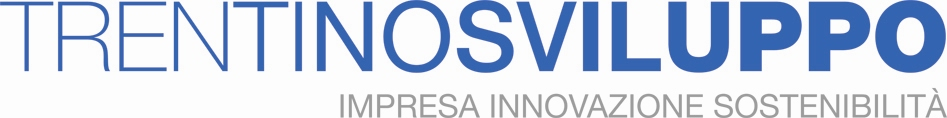 TRENTINOSVILUPPO
IMPRESA INNOVAZIONE SOSTENIBILITÀ